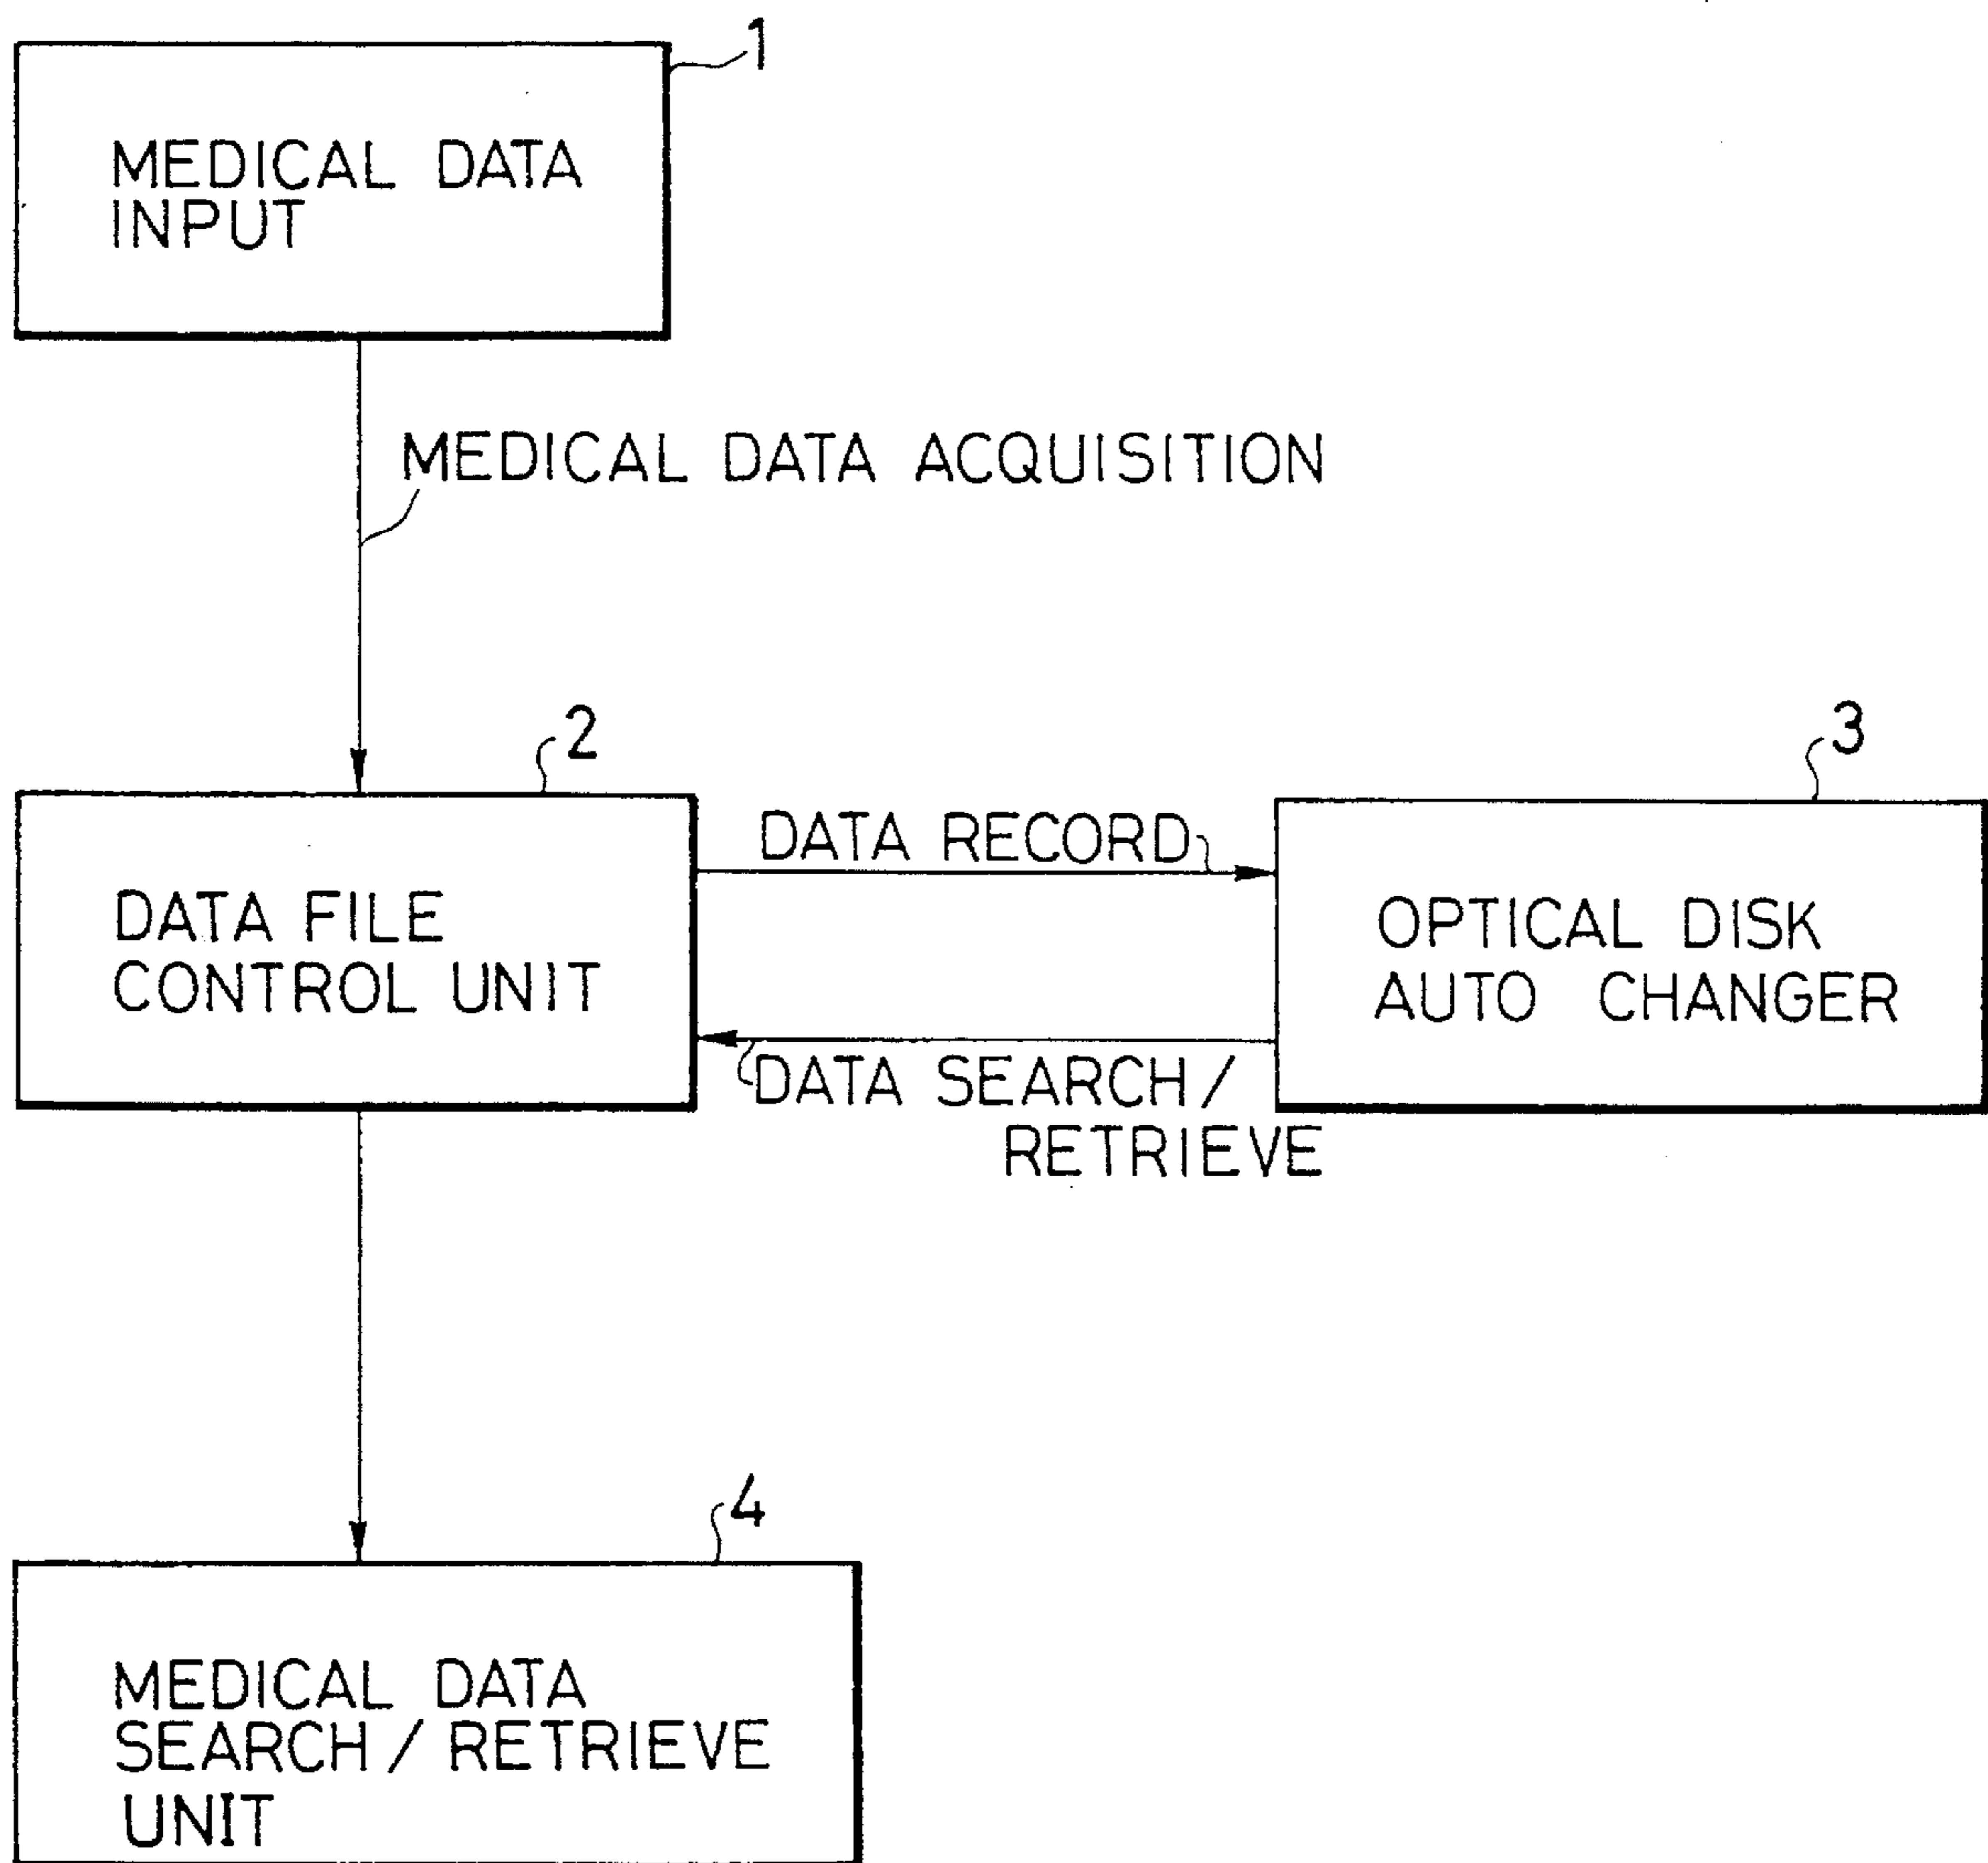 1
MEDICAL DATA
INPUT
MEDICAL DATA ACQUISITION
2
3
DATA RECORD
DATA FILE
CONTROL UNIT
OPTICAL DISK
AUTO CHANGER
DATA SEARCH/
RETRIEVE
4
MEDICAL DATA
SEARCH/RETRIEVE
UNIT